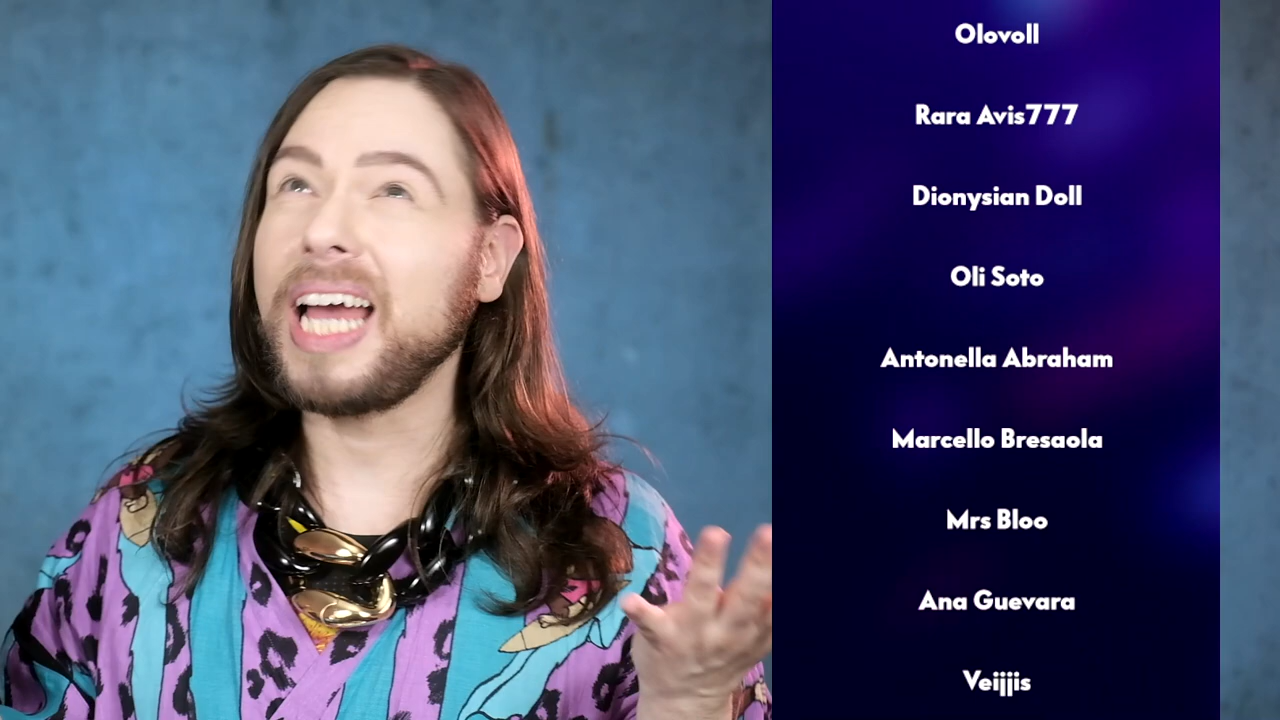 Olovoll
Rara Avis777
Dionysian Doll
Oli Soto
Antonella Abraham
Marcello Bresaola
Mrs Bloo
Ana Guevara
Veijjis